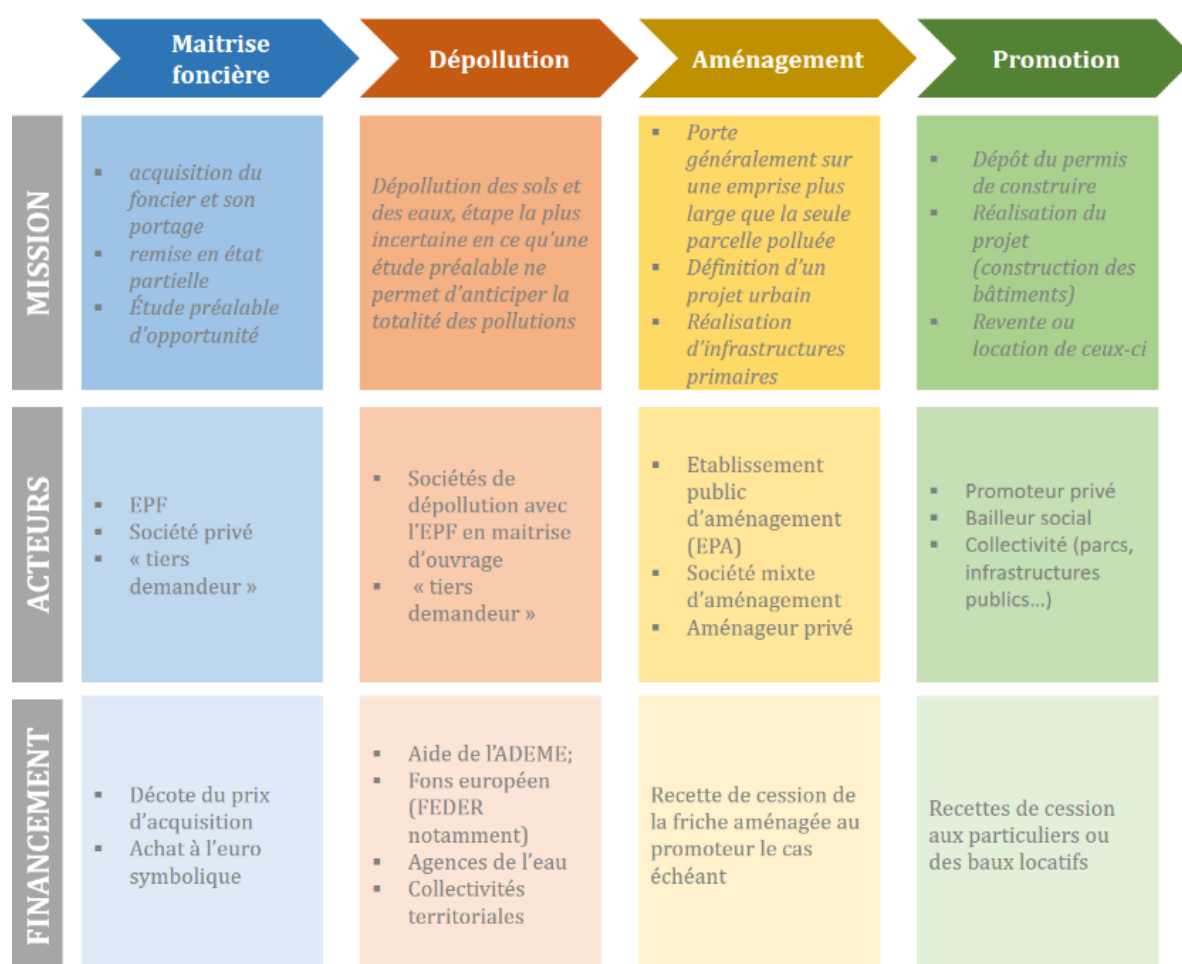 Maitrise
foncière
Dépollution
Aménagement
Promotion
MISSION
▪ acquisition du
foncier et son
portage
▪ remise en état
partielle
▪ Étude préalable
d'opportunité
Dépollution des sols et
des eaux, étape la plus
incertaine en ce qu'une
étude préalable ne
permet d'anticiper la
totalité des pollutions
▪ Porte
généralement sur
une emprise plus
large que la seule
parcelle polluée
▪ Définition d'un
projet urbain
▪ Réalisation
d'infrastructures
primaires
▪ Dépôt du permis
de construire
▪ Réalisation du
projet
(construction des
bâtiments)
▪ Revente ou
location de ceux-ci
ACTEURS
▪ EPF
▪ Société privé
▪ « tiers
demandeur »
▪ Sociétés de
dépollution avec
l'EPF en maitrise
d'ouvrage
▪ « tiers
demandeur »
▪ Etablissement
public
d'aménagement
(EPA)
▪ Société mixte
d'aménagement
▪ Aménageur privé
▪ Promoteur privé
▪ Bailleur social
▪ Collectivité (parcs,
infrastructures
publics...)
FINANCEMENT
▪ Décote du prix
d'acquisition
▪ Achat à l'euro
symbolique
▪ Aide de l'ADEME;
▪ Fons européen
(FEDER
notamment)
▪ Agences de l'eau
▪ Collectivités
territoriales
Recette de cession de
la friche aménagée au
promoteur le cas
échéant
Recettes de cession
aux particuliers ou
des baux locatifs